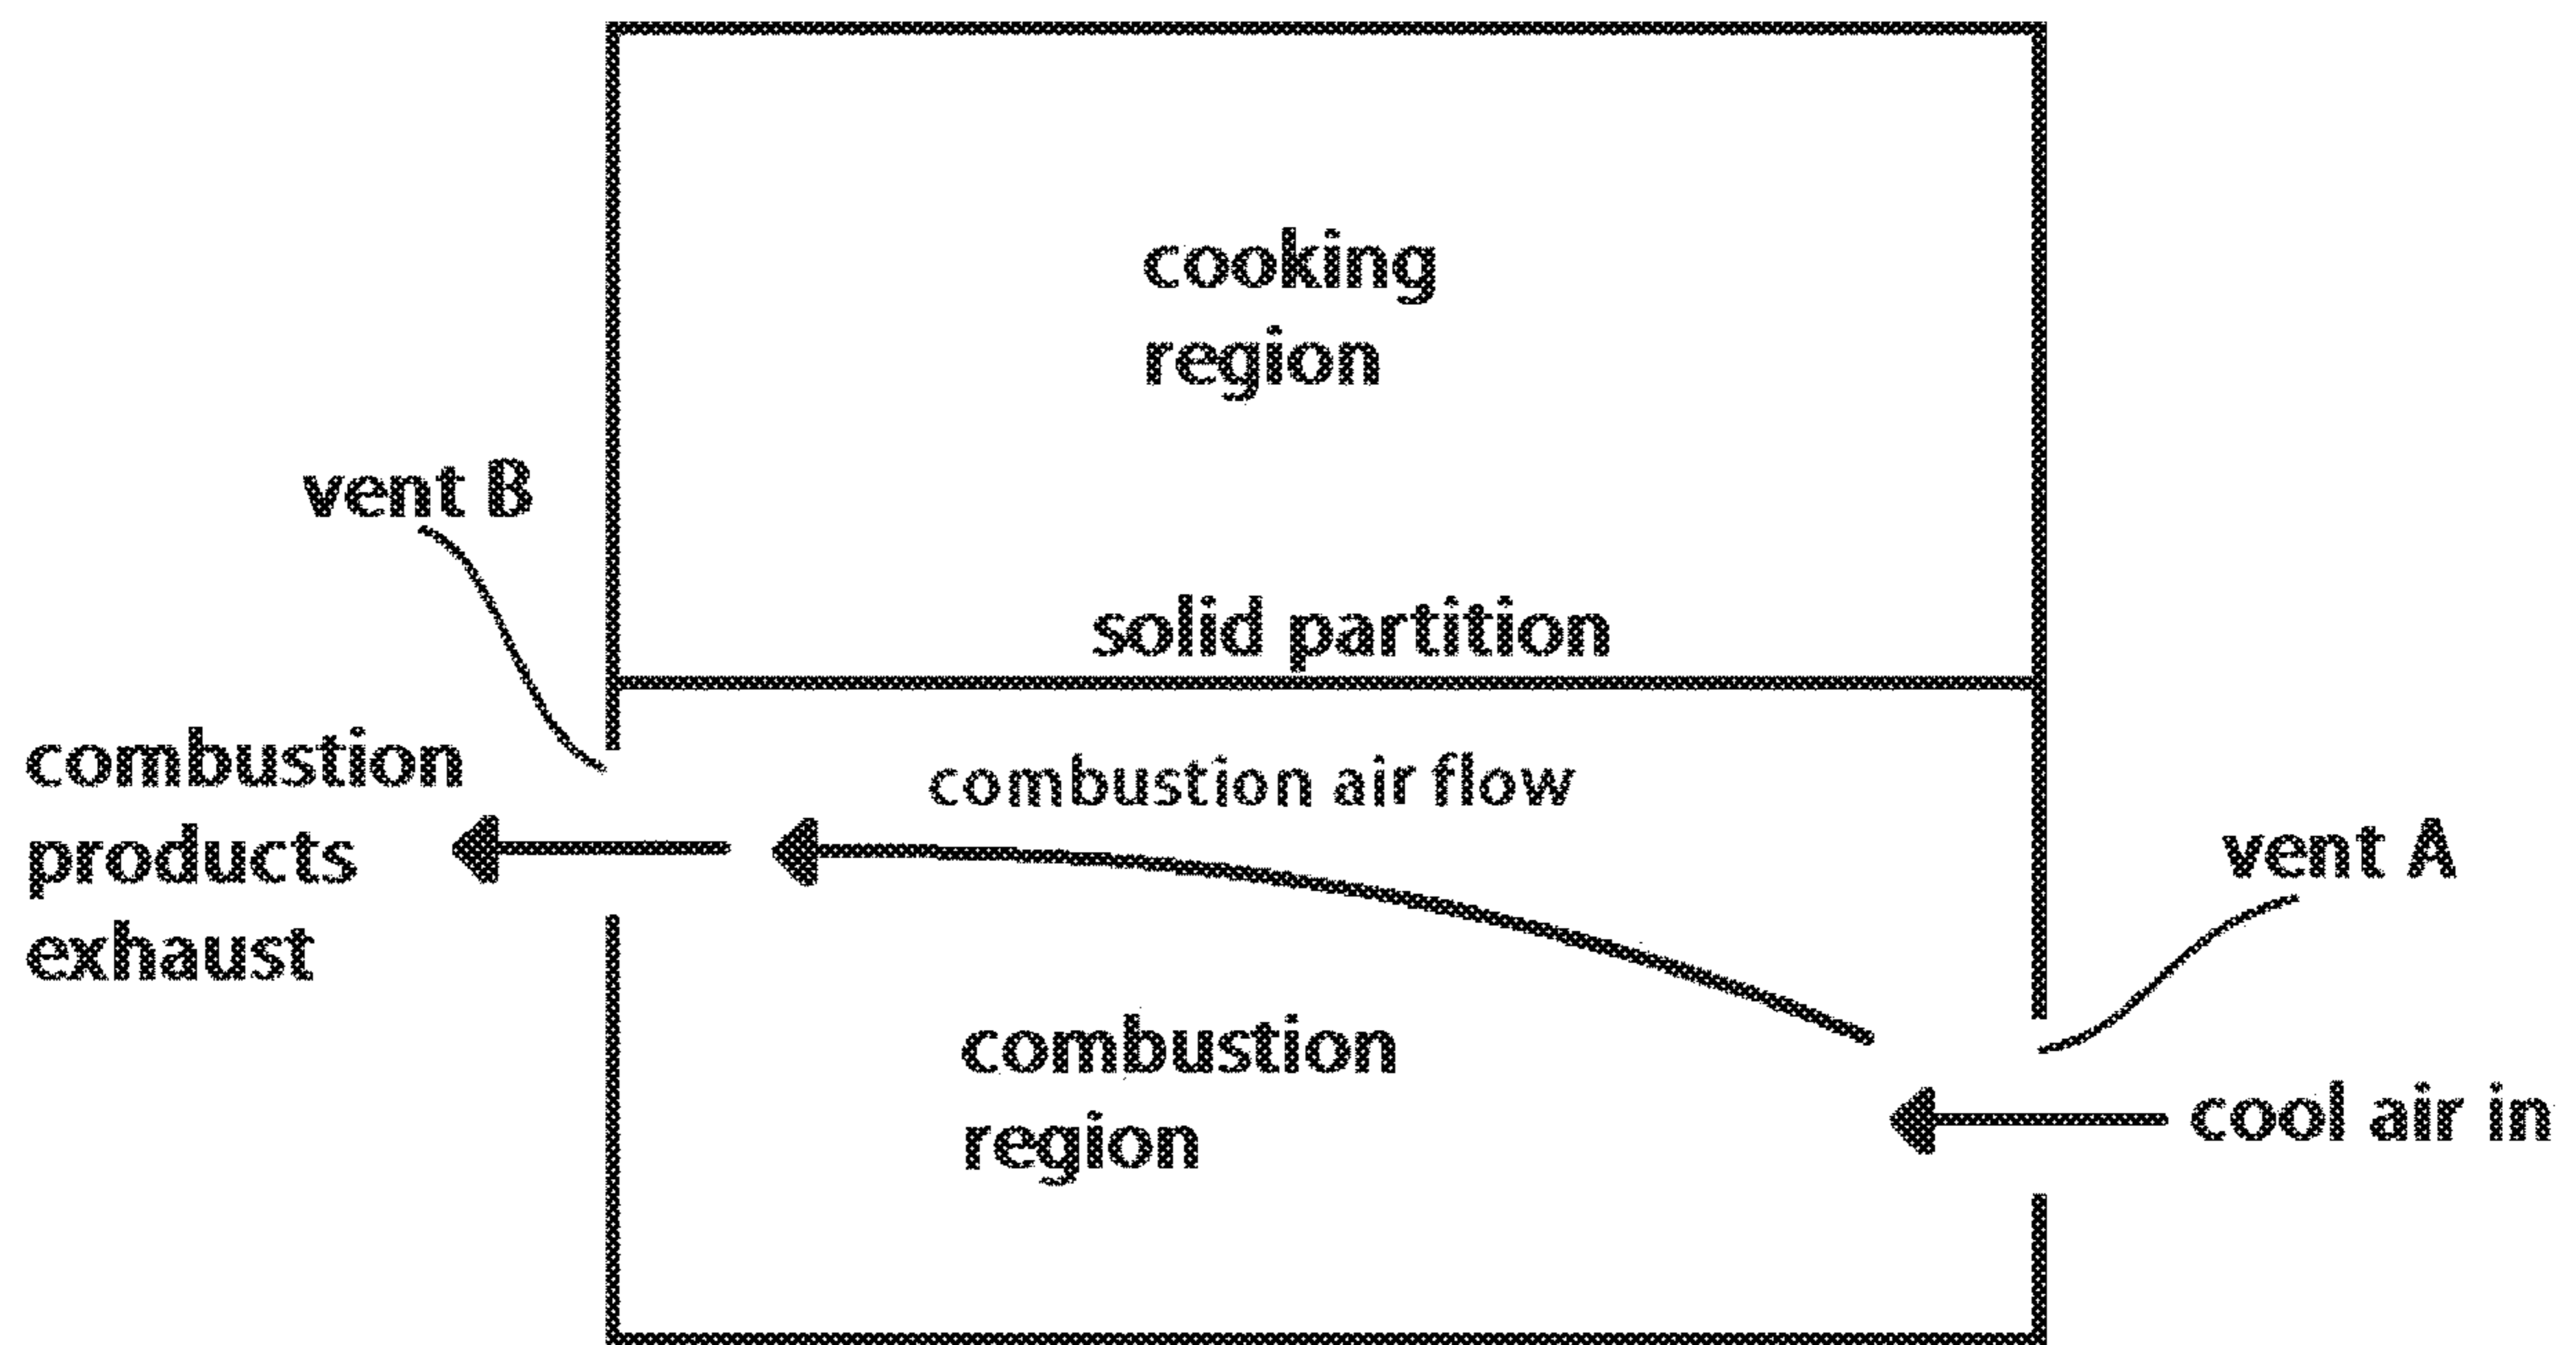 cooking
region
vent B
solid partition
combustion
products
exhaust
combustion air flow
vent A
combustion
region
cool air in